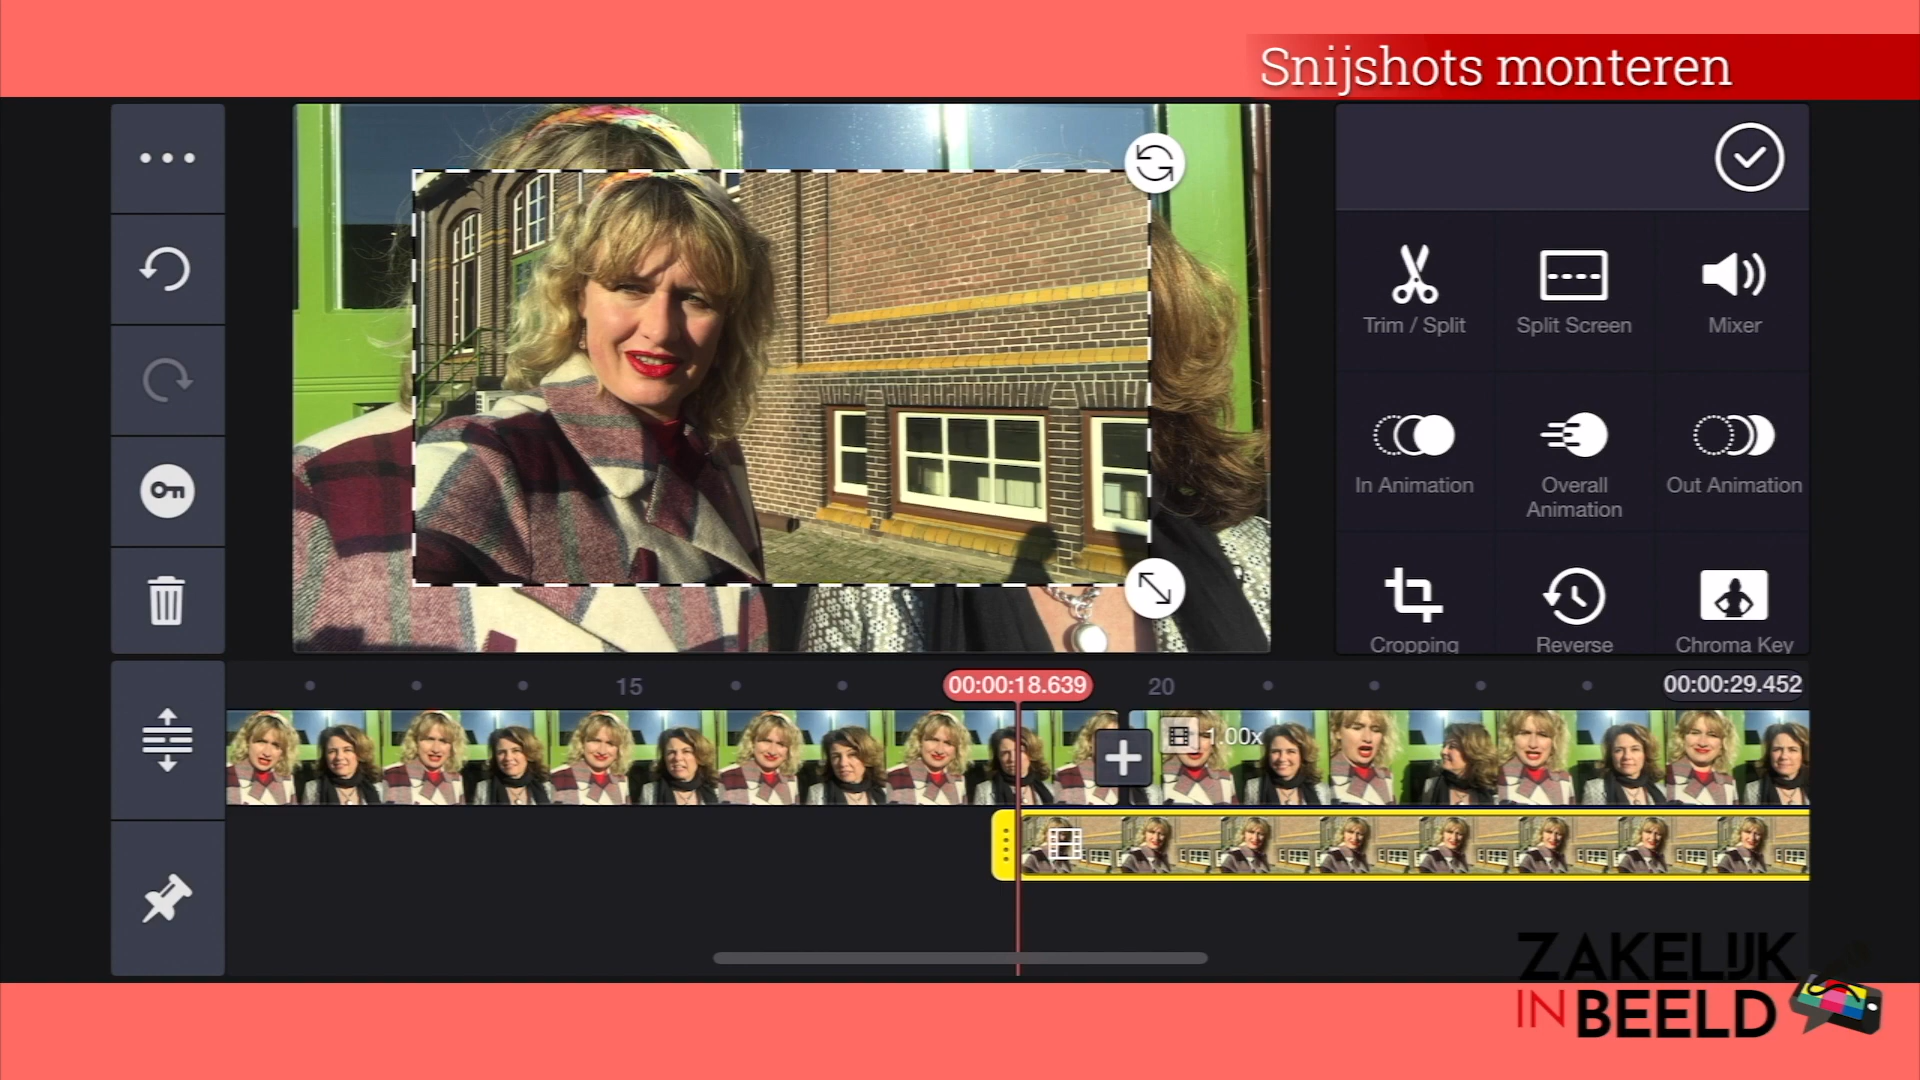 Snijshots monteren
Trim / Split
Split Screen
Mixer
In Animation
Overall
Animation
Out Animation
Cropping
Reverse
Chroma Key
15
00:00:18.639
20
00:00:29.452
1.00x
ZAKELIJK
IN BEELD